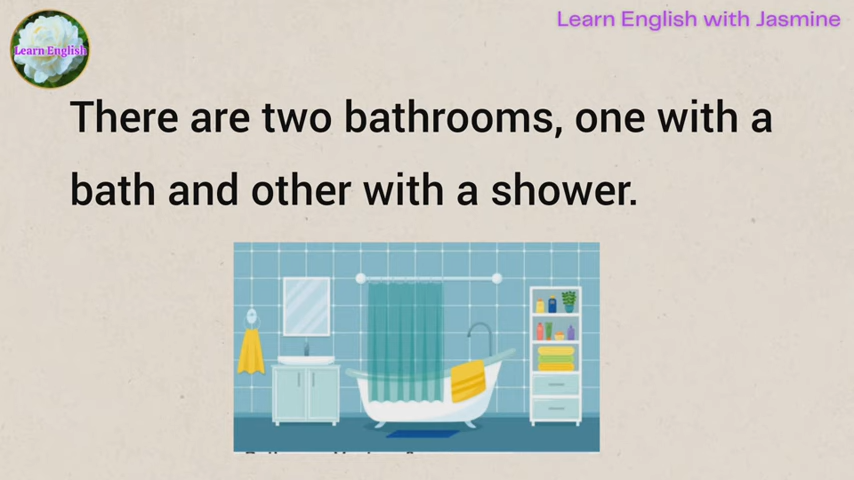 Learn English with Jasmine
Learn English
There are two bathrooms, one with a
bath and other with a shower.